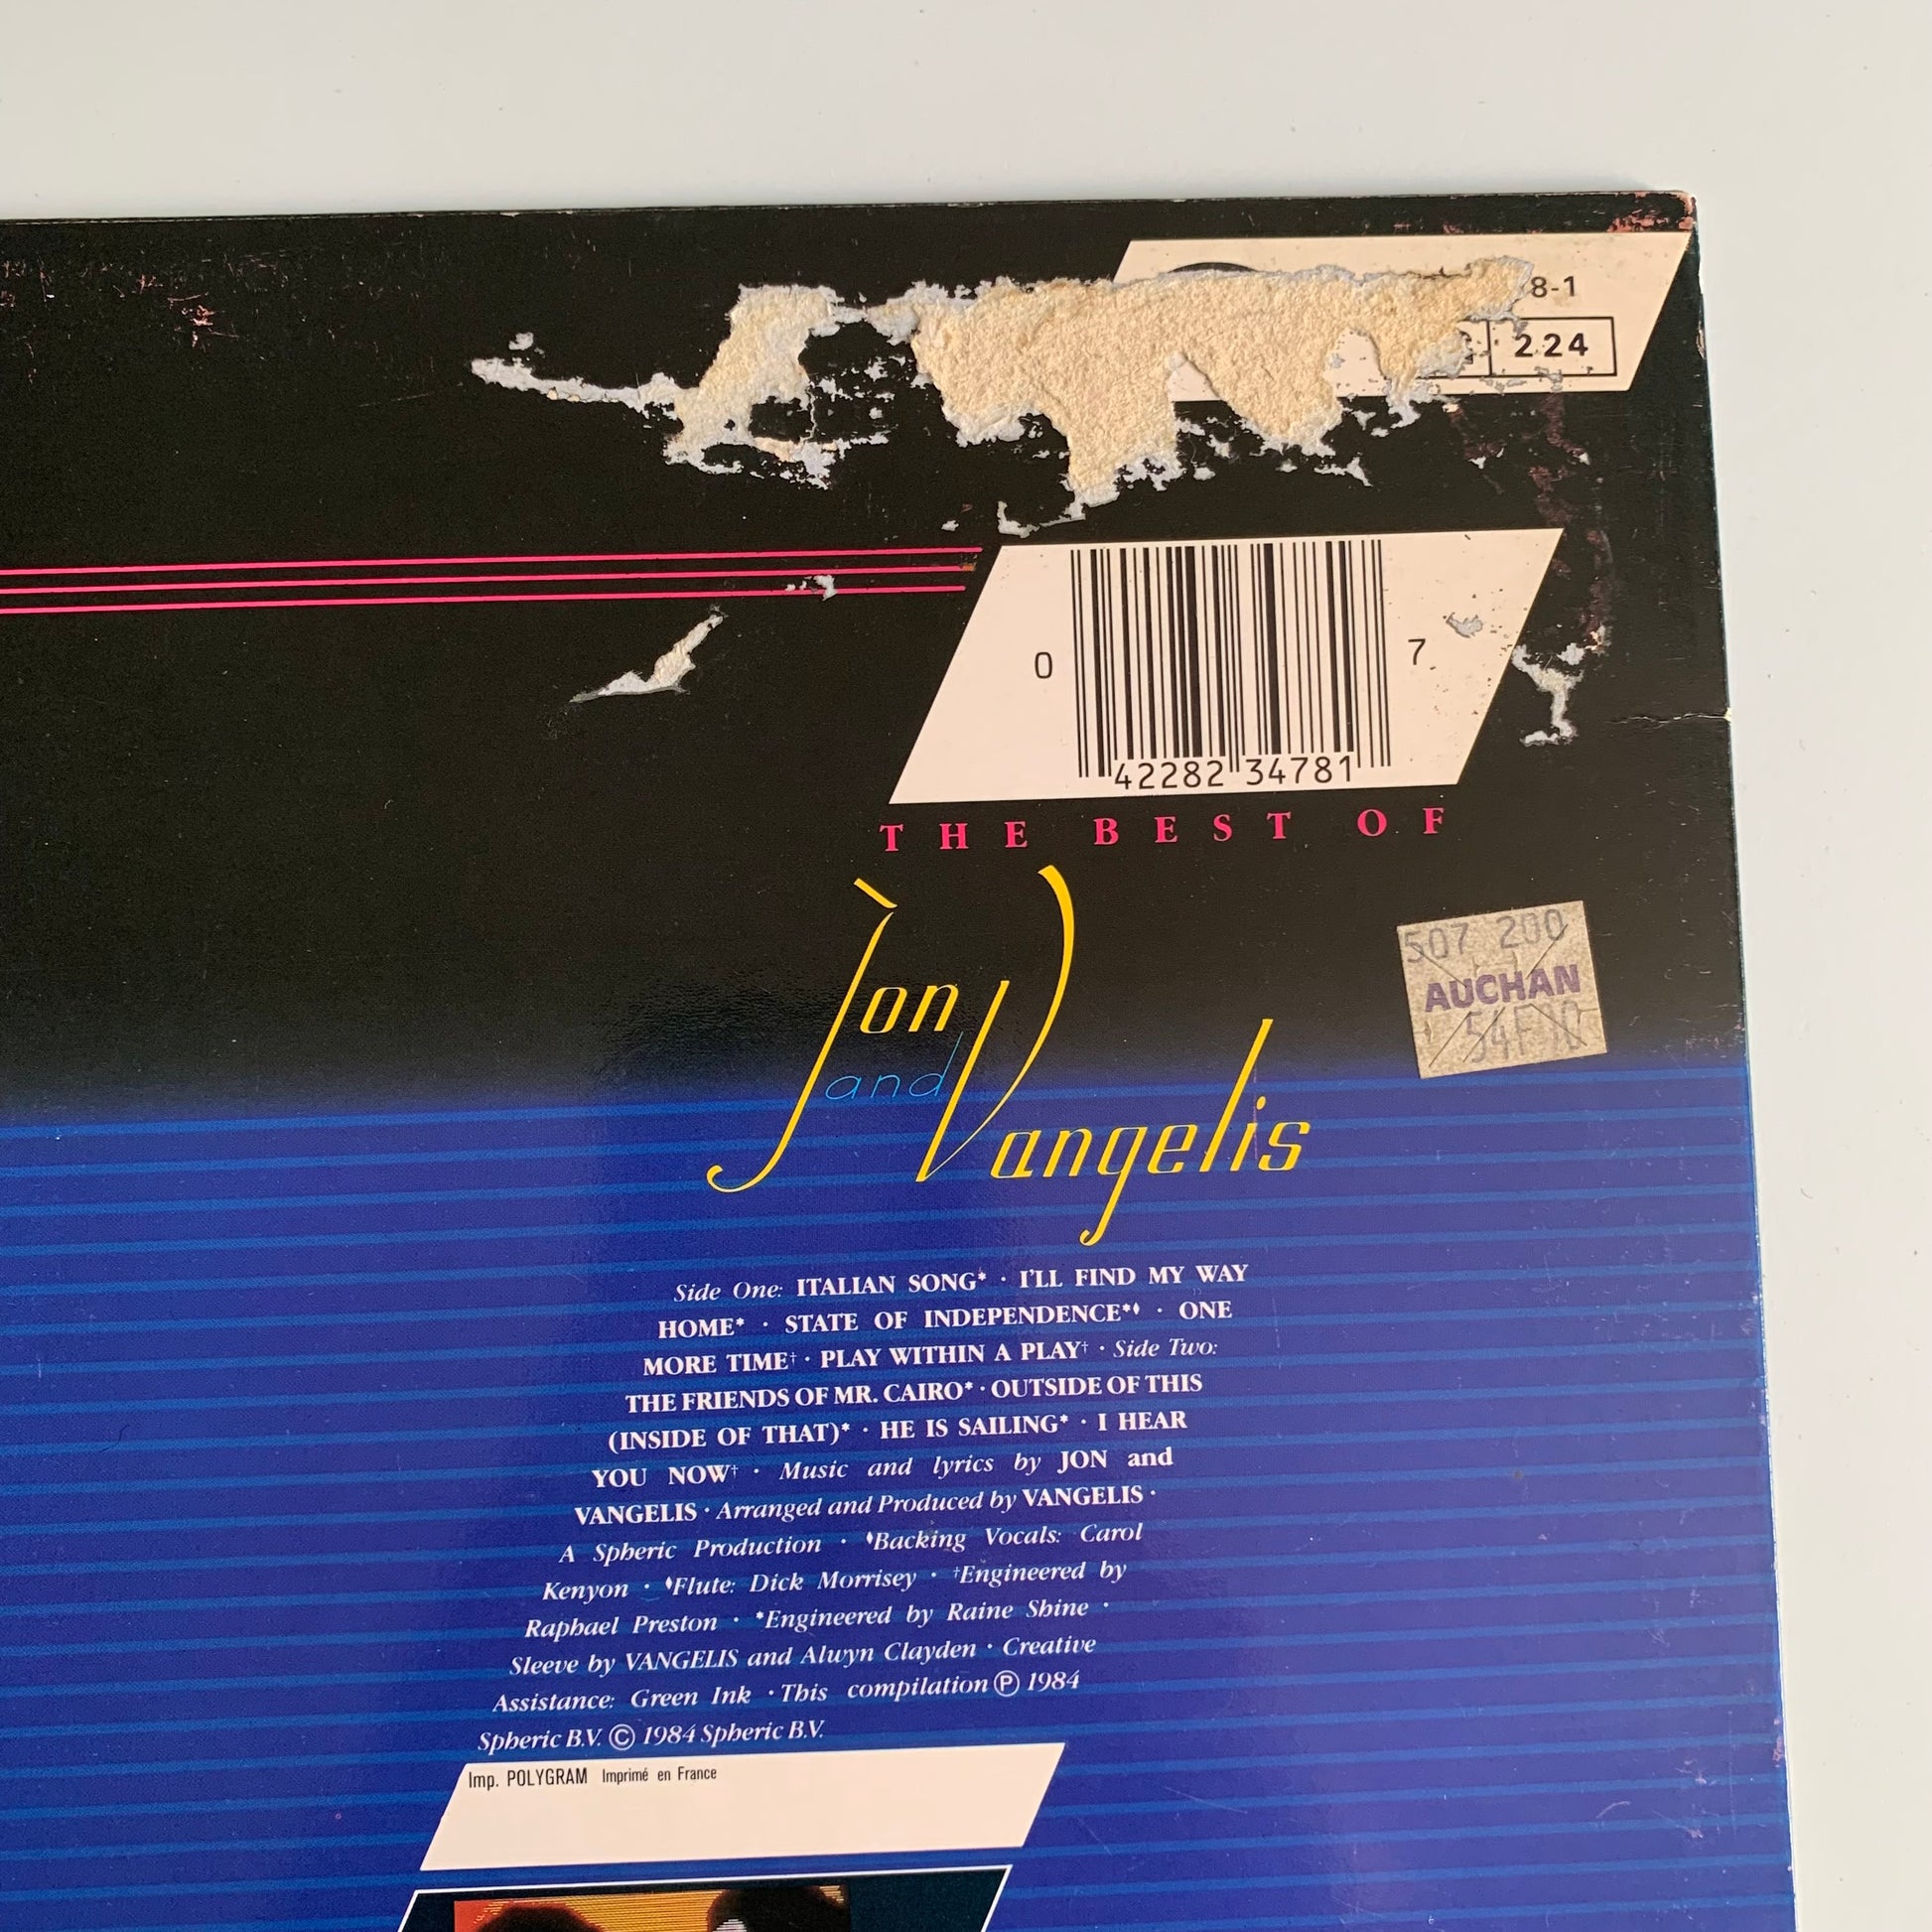 8-1
224
0
7
42282 34781
THE BEST OF
Jon
and
Vangelis
507 200
AUCHAN
Side One: ITALIAN SONG* · I'LL FIND MY WAY
HOME* · STATE OF INDEPENDENCE*♦ · ONE
MORE TIME† · PLAY WITHIN A PLAY† · Side Two:
THE FRIENDS OF MR. CAIRO* · OUTSIDE OF THIS
(INSIDE OF THAT)* · HE IS SAILING* · I HEAR
YOU NOW† · Music and lyrics by JON and
VANGELIS · Arranged and Produced by VANGELIS ·
A Spheric Production · ♦Backing Vocals: Carol
Kenyon · ♦Flute: Dick Morrisey · †Engineered by
Raphael Preston · *Engineered by Raine Shine ·
Sleeve by VANGELIS and Alwyn Clayden · Creative
Assistance: Green Ink · This compilation Ⓟ 1984
Spheric B.V. © 1984 Spheric B.V.
Imp. POLYGRAM Imprimé en France